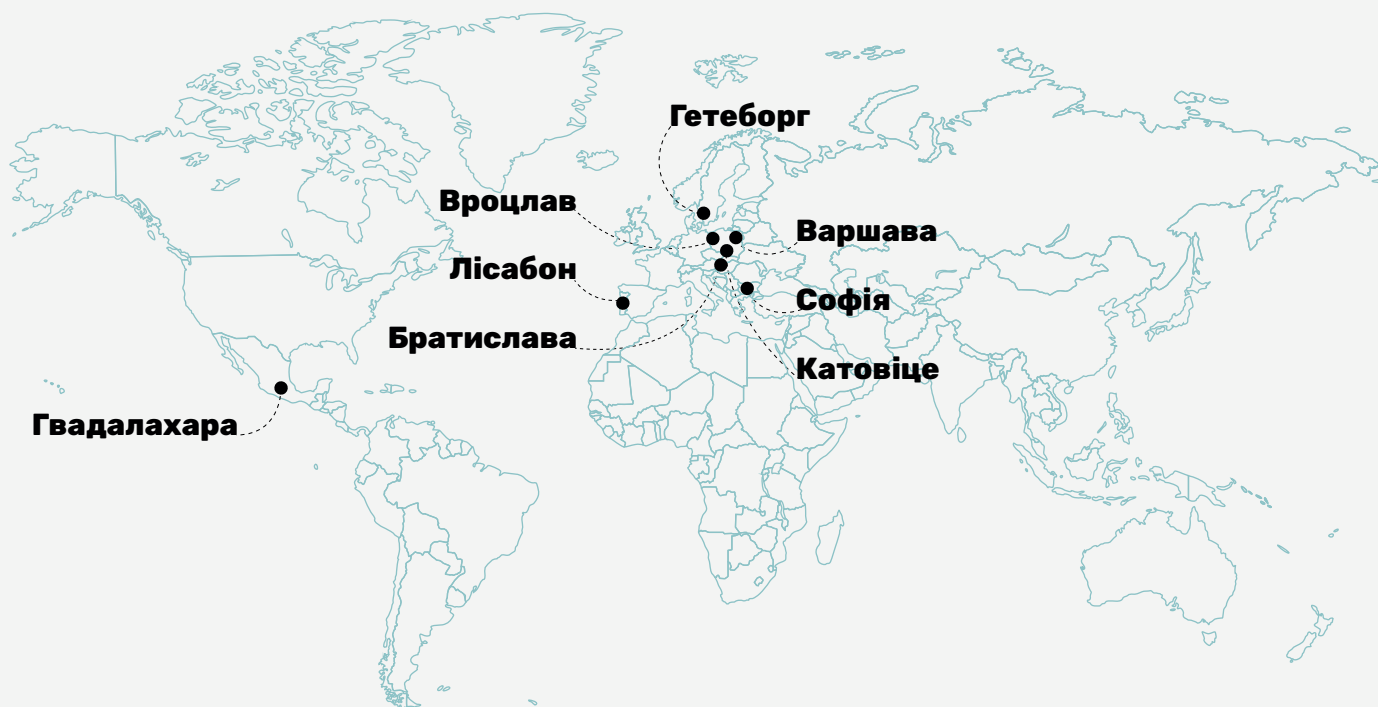 Гетеборг
Вроцлав
Варшава
Лісабон
Софія
Братислава
Катовіце
Гвадалахара